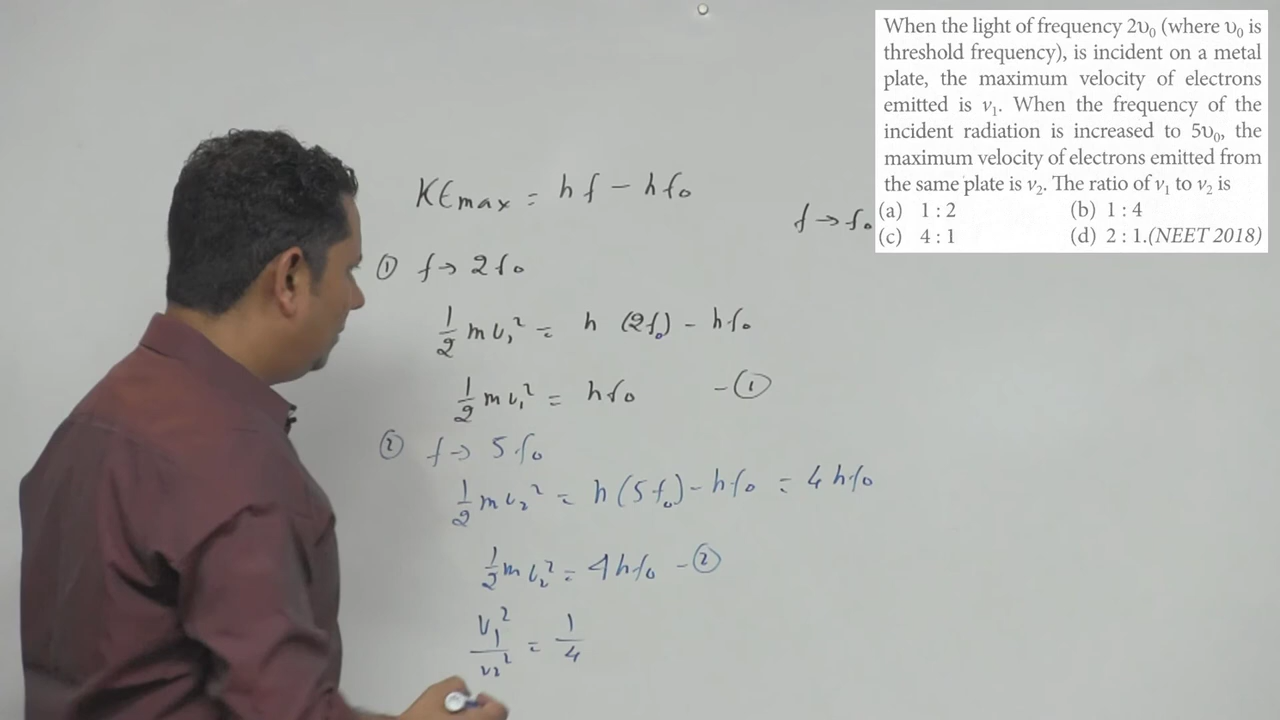 When the light of frequency 2υ₀ (where υ₀ is
threshold frequency), is incident on a metal
plate, the maximum velocity of electrons
emitted is v₁. When the frequency of the
incident radiation is increased to 5υ₀, the
maximum velocity of electrons emitted from
the same plate is v₂. The ratio of v₁ to v₂ is
(a) 1 : 2 (b) 1 : 4
(c) 4 : 1 (d) 2 : 1.(NEET 2018)
KEmax = hf - hf₀
f → f₀
① f → 2f₀
1/2 mv₁² = h (2f₀) - hf₀
1/2 mv₁² = hf₀ - ①
② f → 5f₀
1/2 mv₂² = h(5f₀) - hf₀ = 4hf₀
1/2 mv₂² = 4hf₀ - ②
v₁²/v₂² = 1/4